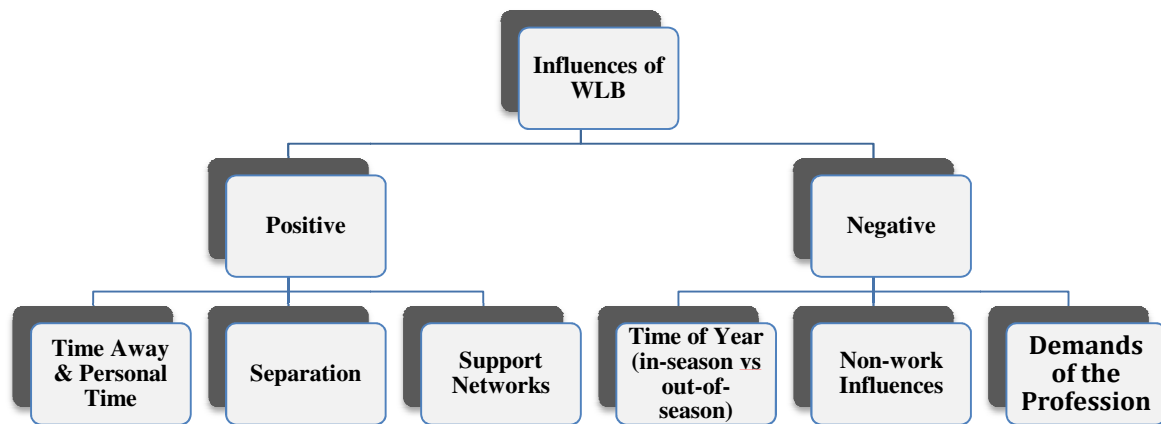 Influences of
WLB
Positive
Negative
Time Away
& Personal
Time
Separation
Support
Networks
Time of Year
(in-season vs
out-of-
season)
Non-work
Influences
Demands
of the
Profession